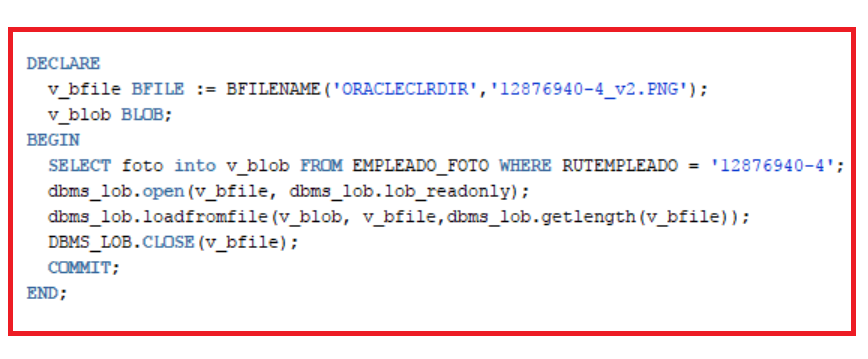 DECLARE
v_bfile BFILE := BFILENAME('ORACLECLRDIR','12876940-4_v2.PNG');
v_blob BLOB;
BEGIN
SELECT foto into v_blob FROM EMPLEADO_FOTO WHERE RUTEMPLEADO = '12876940-4';
dbms_lob.open(v_bfile, dbms_lob.lob_readonly);
dbms_lob.loadfromfile(v_blob, v_bfile,dbms_lob.getlength(v_bfile));
DBMS_LOB.CLOSE(v_bfile);
COMMIT;
END;